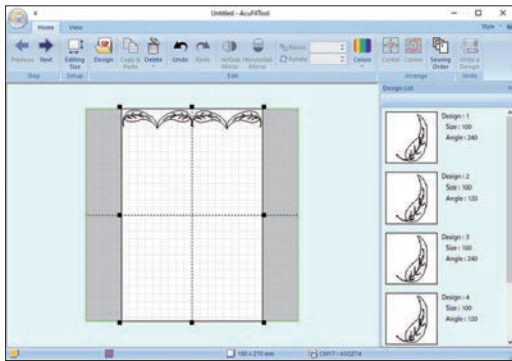 Untitled - AcuFilTool
Home View Style
Previous Next Editing Size Design Copy & Paste Delete Undo Redo Vertical Mirror Horizontal Mirror Resize Rotate Colors Center Corner Sewing Order Write a Design
Step Setup Edit Arrange Write
Design List
Design : 1
Size : 100
Angle : 240
Design : 2
Size : 100
Angle : 120
Design : 3
Size : 100
Angle : 240
Design : 4
Size : 100
Angle : 120